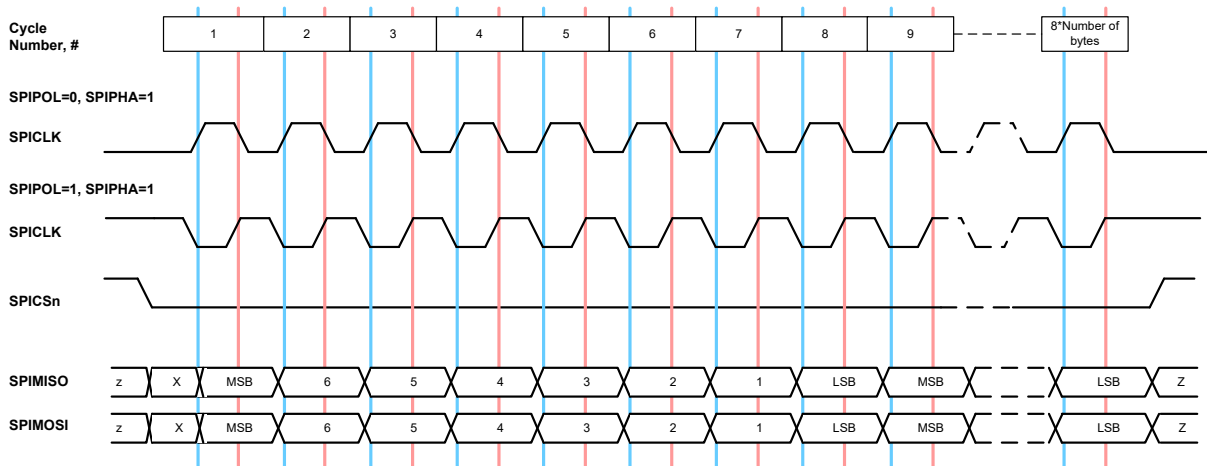 Cycle
Number, #
1 2 3 4 5 6 7 8 9 8*Number of
bytes
SPIPOL=0, SPIPHA=1
SPICLK
SPIPOL=1, SPIPHA=1
SPICLK
SPICSn
SPIMISO z X MSB 6 5 4 3 2 1 LSB MSB LSB Z
SPIMOSI z X MSB 6 5 4 3 2 1 LSB MSB LSB Z